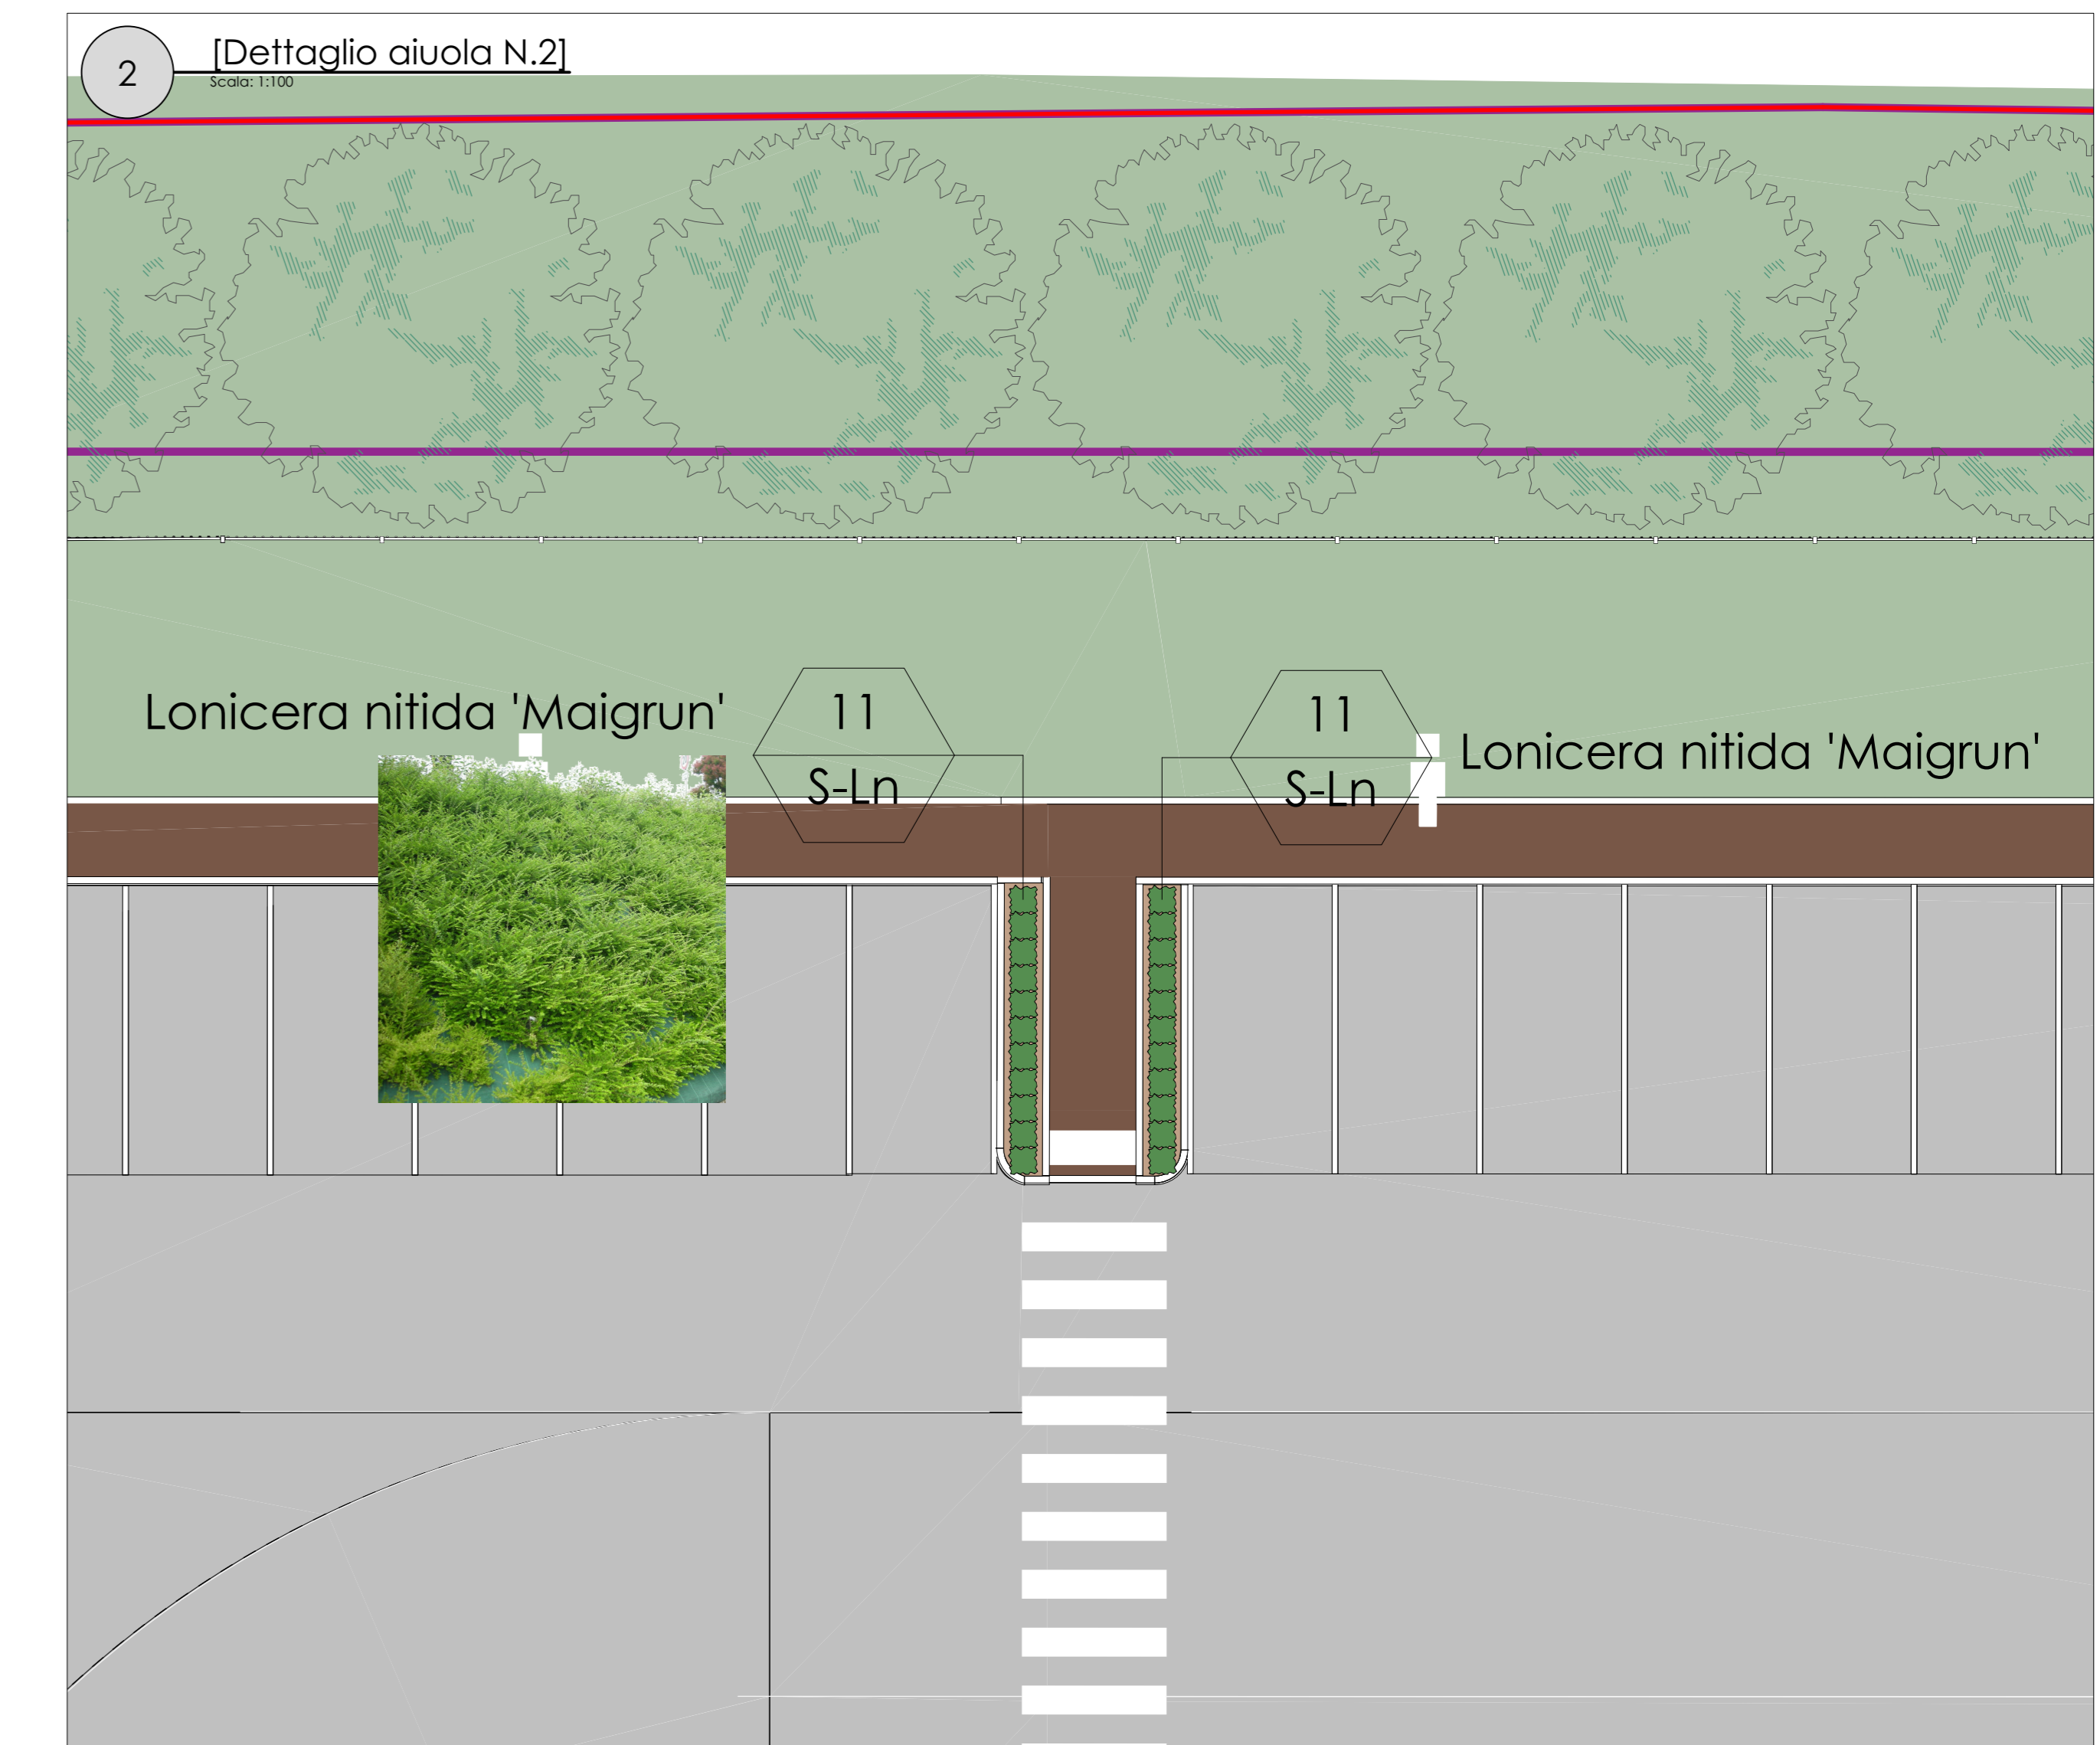 2
[Dettaglio aiuola N.2]
Scala: 1:100
Lonicera nitida 'Maigrun'
11
S-Ln
11
S-Ln
Lonicera nitida 'Maigrun'